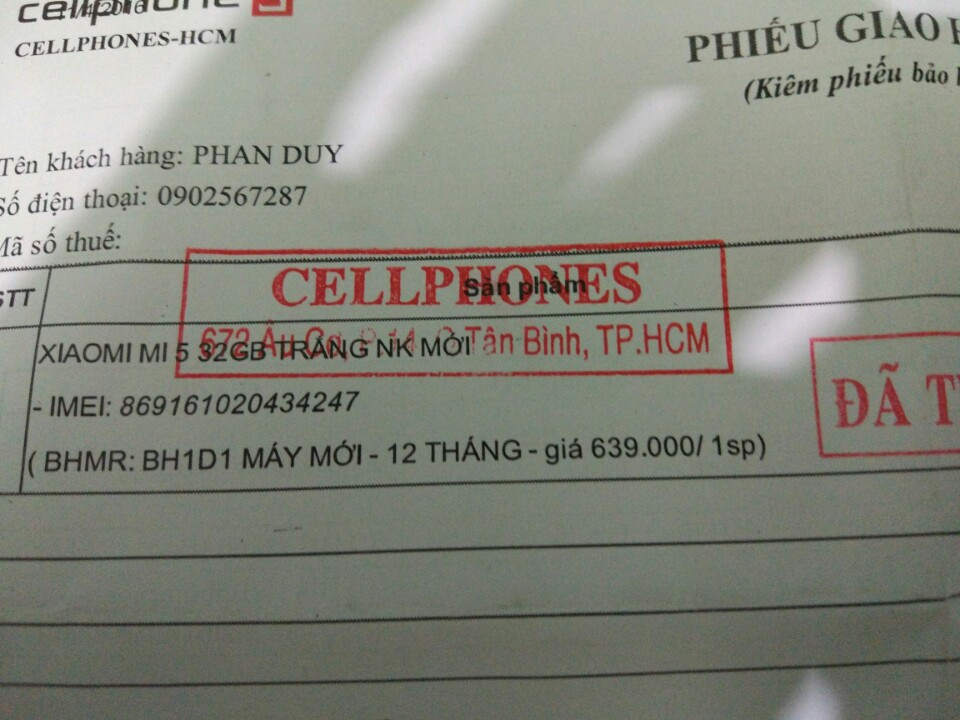 cellphone
CELLPHONES-HCM
PHIẾU GIAO
(Kiêm phiếu bảo
Tên khách hàng: PHAN DUY
Số điện thoại: 0902567287
Mã số thuế:
STT
Sản phẩm
CELLPHONES
Tân Bình, TP.HCM
XIAOMI MI 5 32GB TRẮNG NK MỚI
- IMEI: 869161020434247
( BHMR: BH1D1 MÁY MỚI - 12 THÁNG - giá 639.000/ 1sp)
ĐÃ